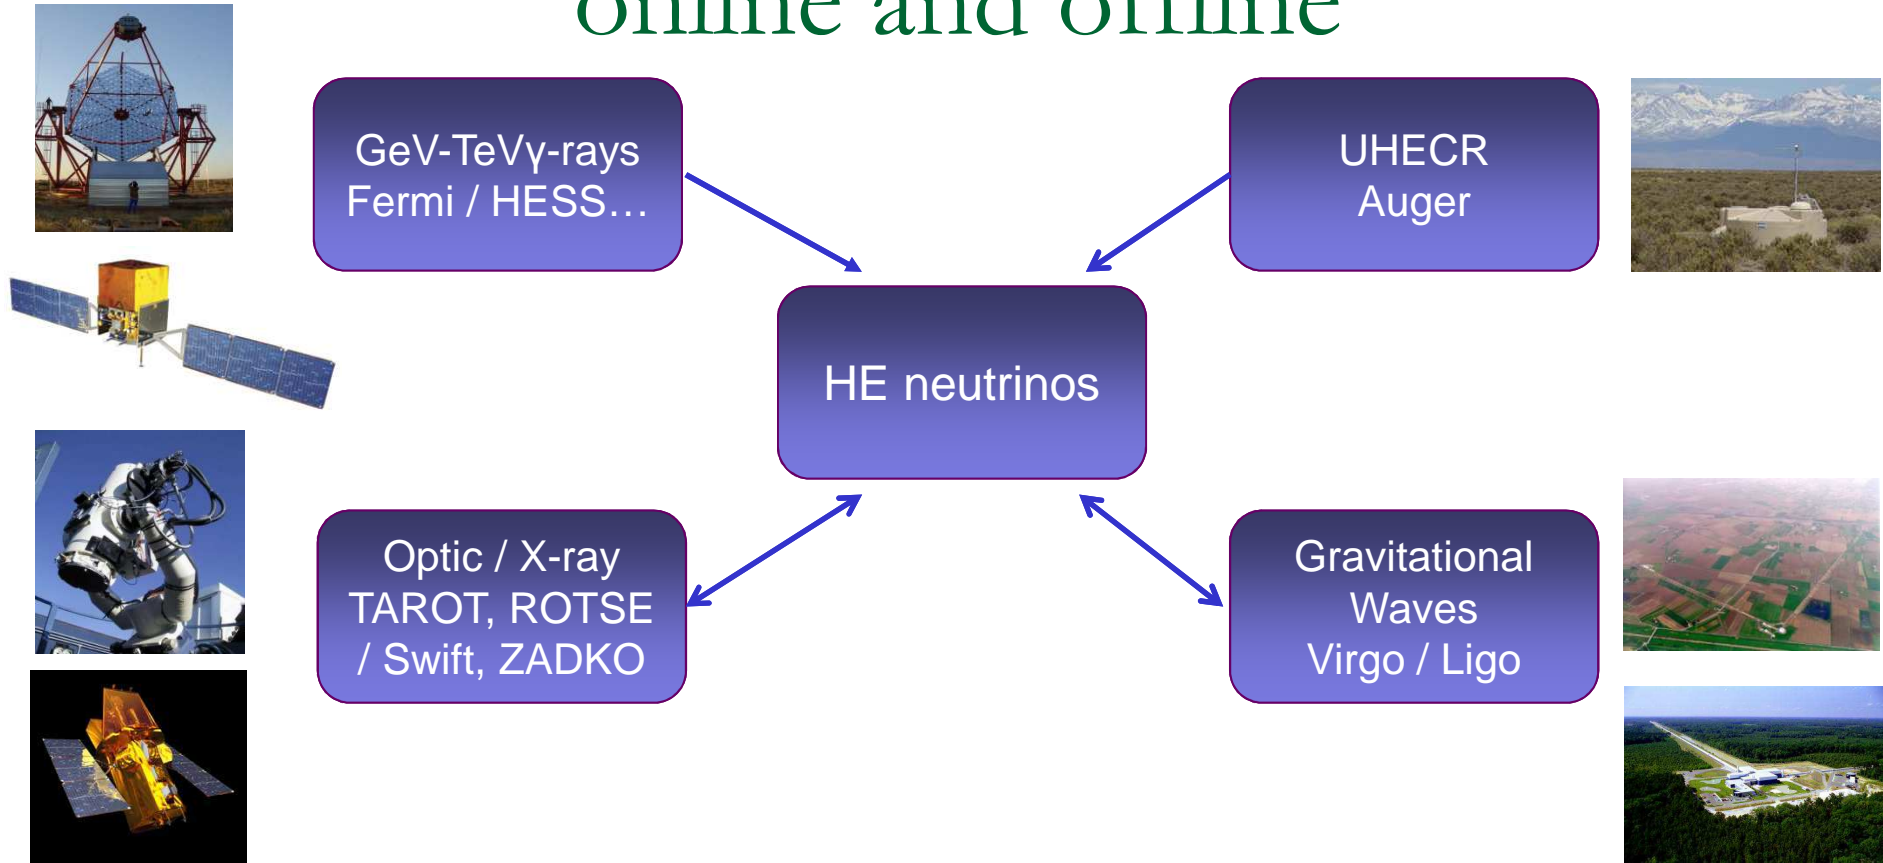 online and offline
GeV-TeVγ-rays
Fermi / HESS…
UHECR
Auger
HE neutrinos
Optic / X-ray
TAROT, ROTSE
/ Swift, ZADKO
Gravitational
Waves
Virgo / Ligo